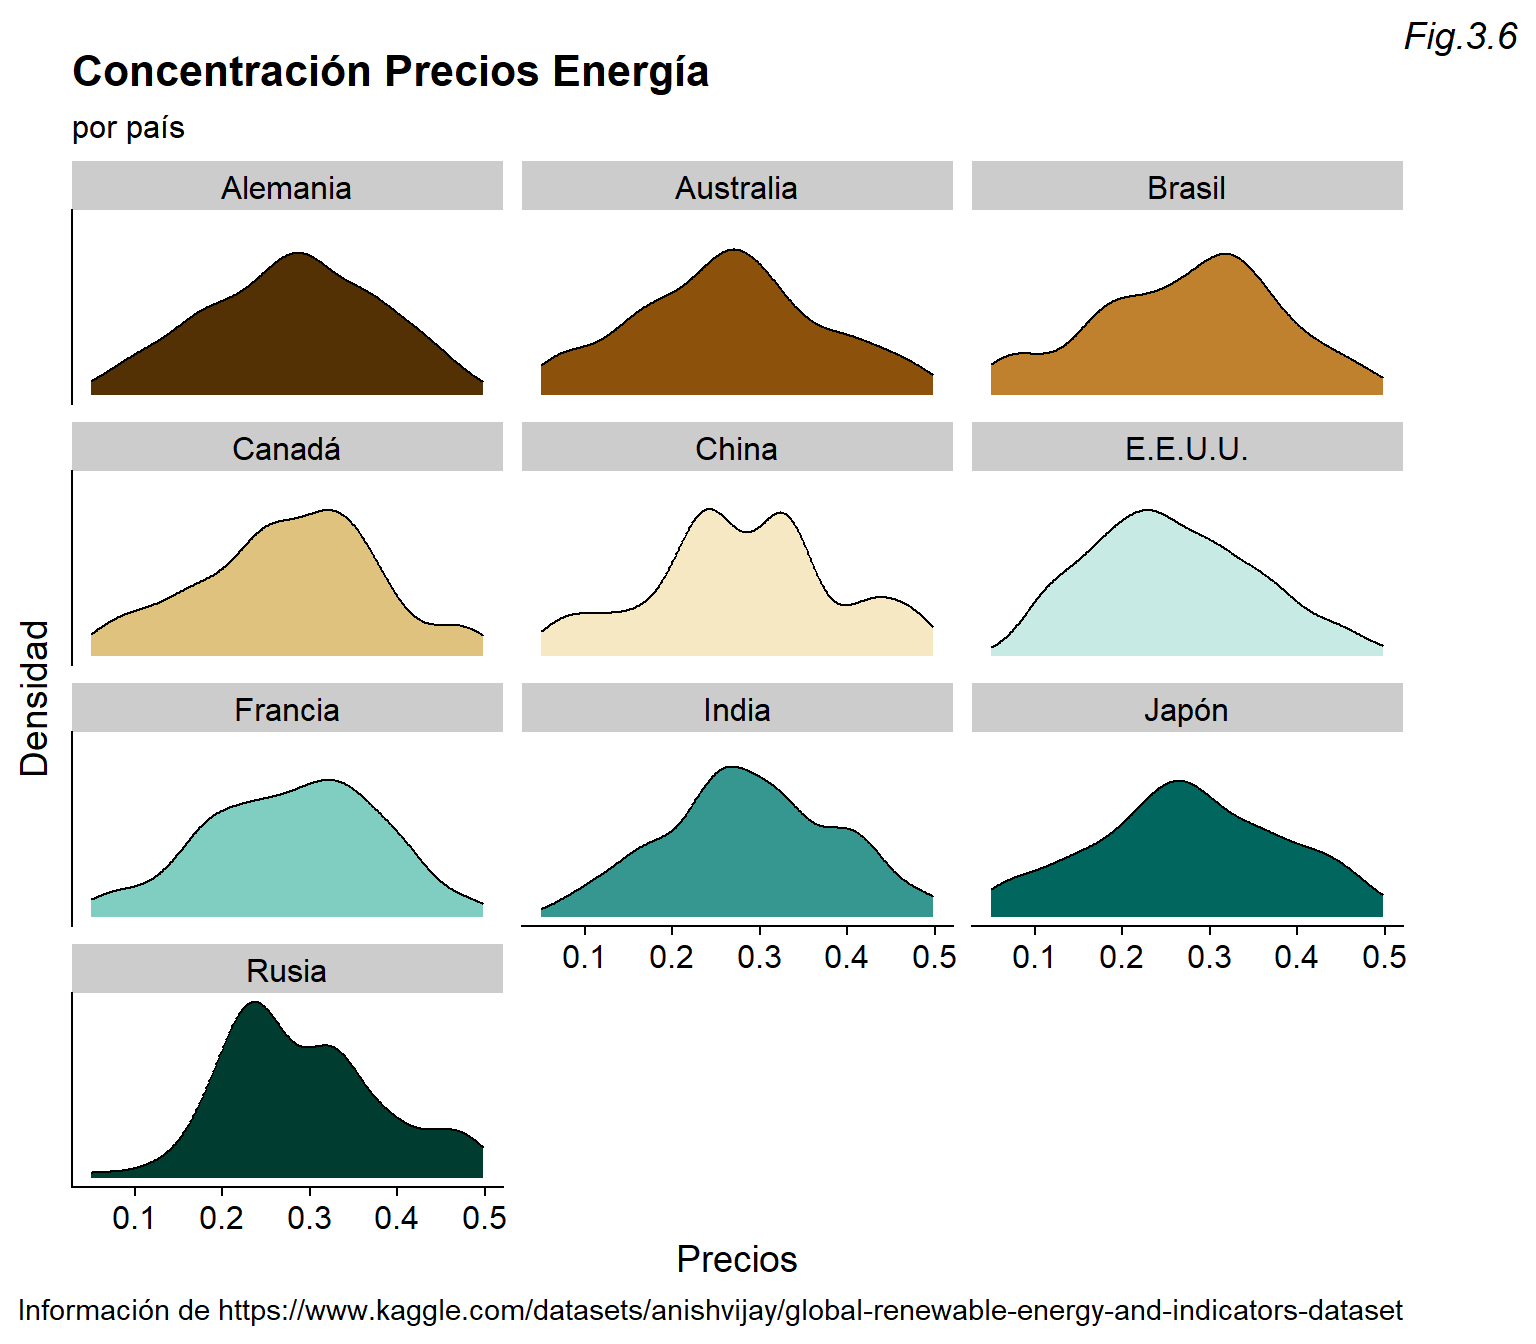 Fig.3.6
Concentración Precios Energía
por país
Alemania
Australia
Brasil
Canadá
China
E.E.U.U.
Francia
India
Japón
0.1 0.2 0.3 0.4 0.5
0.1 0.2 0.3 0.4 0.5
Rusia
0.1 0.2 0.3 0.4 0.5
Densidad
Precios
Información de https://www.kaggle.com/datasets/anishvijay/global-renewable-energy-and-indicators-dataset